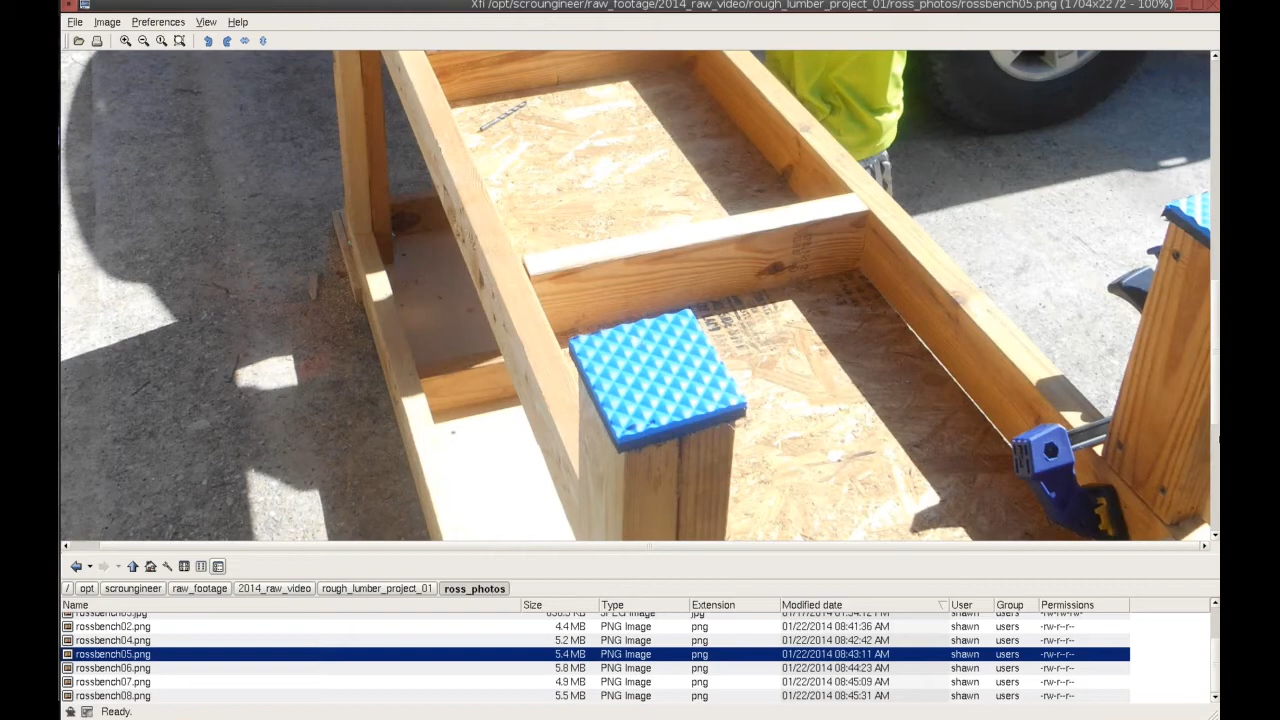 Xfi /opt/scroungineer/raw_footage/2014_raw_video/rough_lumber_project_01/ross_photos/rossbench05.png (1704x2272 - 100%)
File Image Preferences View Help
/ opt scroungineer raw_footage 2014_raw_video rough_lumber_project_01 ross_photos
Name Size Type Extension Modified date User Group Permissions
rossbench02.png 4.4 MB PNG Image png 01/22/2014 08:41:36 AM shawn users -rw-r--r--
rossbench04.png 5.2 MB PNG Image png 01/22/2014 08:42:42 AM shawn users -rw-r--r--
rossbench05.png 5.4 MB PNG Image png 01/22/2014 08:43:11 AM shawn users -rw-r--r--
rossbench06.png 5.8 MB PNG Image png 01/22/2014 08:44:23 AM shawn users -rw-r--r--
rossbench07.png 4.9 MB PNG Image png 01/22/2014 08:45:09 AM shawn users -rw-r--r--
rossbench08.png 5.5 MB PNG Image png 01/22/2014 08:45:31 AM shawn users -rw-r--r--
Ready.